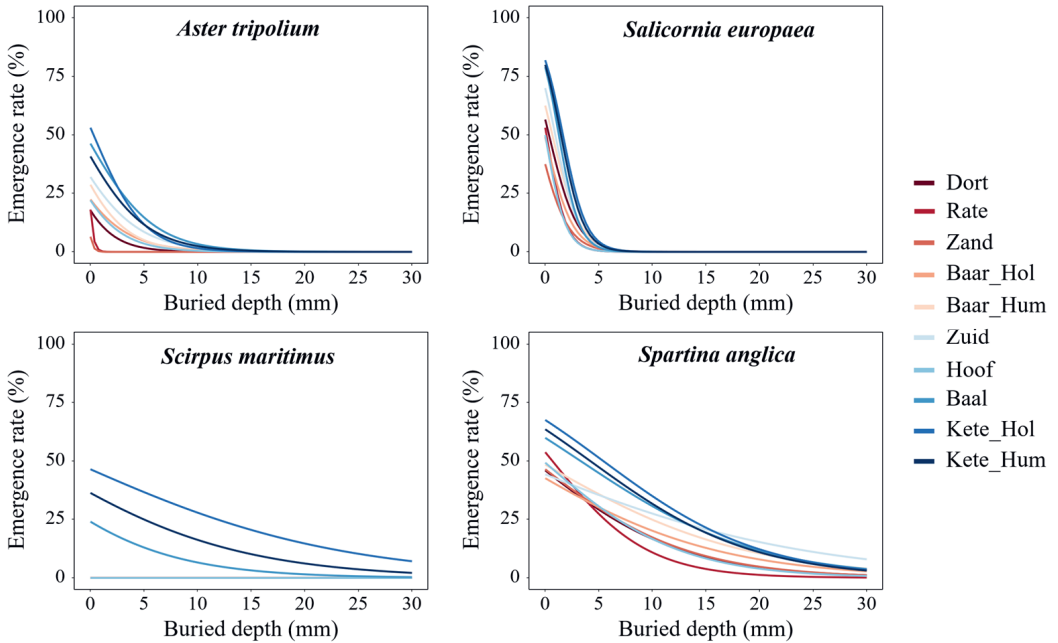 Aster tripolium
Emergence rate (%)
100
75
50
25
0
0 5 10 15 20 25 30
Buried depth (mm)
Salicornia europaea
Emergence rate (%)
100
75
50
25
0
0 5 10 15 20 25 30
Buried depth (mm)
Scirpus maritimus
Emergence rate (%)
100
75
50
25
0
0 5 10 15 20 25 30
Buried depth (mm)
Spartina anglica
Emergence rate (%)
100
75
50
25
0
0 5 10 15 20 25 30
Buried depth (mm)
Dort
Rate
Zand
Baar_Hol
Baar_Hum
Zuid
Hoof
Baal
Kete_Hol
Kete_Hum